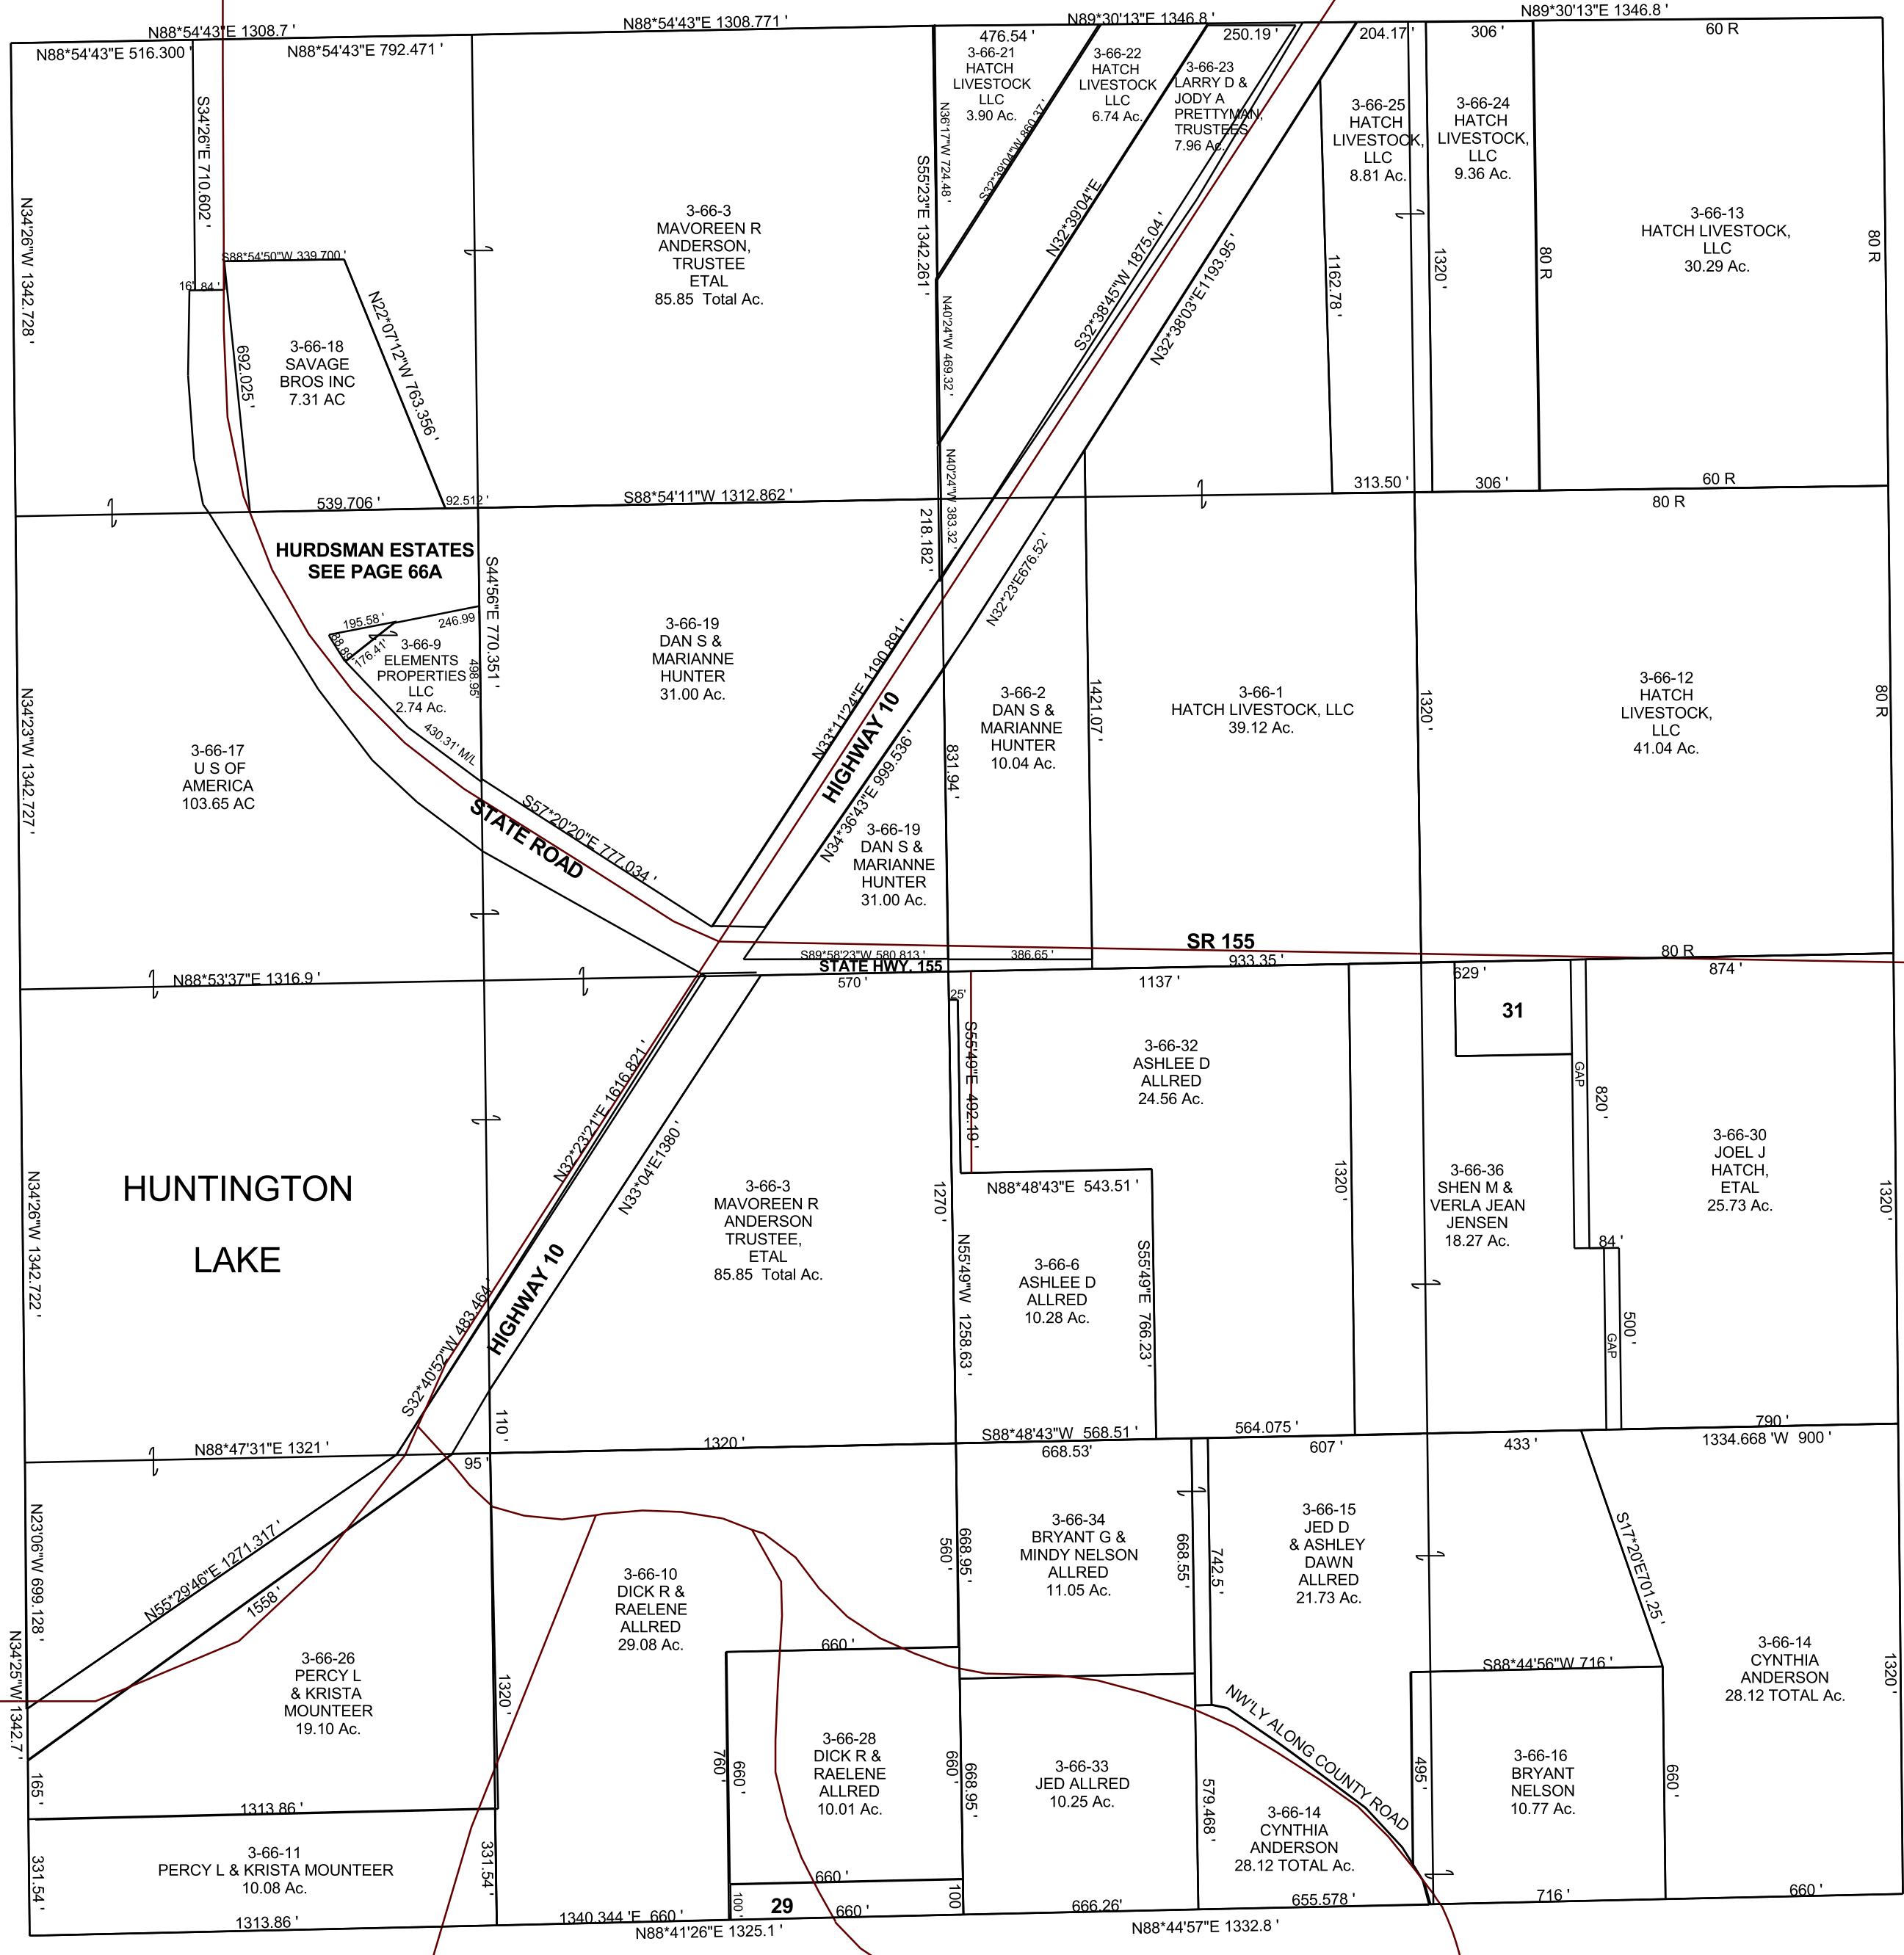 N88*54'43"E 1308.7 '
N88*54'43"E 1308.771 '
N89*30'13"E 1346.8 '
N89*30'13"E 1346.8 '
N88*54'43"E 516.300 '
N88*54'43"E 792.471 '
476.54 '
250.19 '
204.17 '
306 '
60 R
S34'26"E 710.602 '
N34'26"W 1342.728 '
S88*54'50"W 339.700 '
16'
84 '
692.025 '
N22*07'12"W 763.356 '
3-66-18
SAVAGE
BROS INC
7.31 AC
3-66-3
MAVOREEN R
ANDERSON,
TRUSTEE
ETAL
85.85 Total Ac.
S55'23"E 1342.261 '
N36'17"W 724.48 '
N40'24"W 469.32 '
N40'24"W 383.32 '
3-66-21
HATCH
LIVESTOCK
LLC
3.90 Ac.
S32*39'04"W 860.37 '
3-66-22
HATCH
LIVESTOCK
LLC
6.74 Ac.
N32*39'04"E
3-66-23
LARRY D &
JODY A
PRETTYMAN,
TRUSTEES
7.96 Ac.
S32*38'45"W 1875.04 '
N32*38'03"E1193.95 '
1162.78 '
3-66-25
HATCH
LIVESTOCK,
LLC
8.81 Ac.
1320 '
3-66-24
HATCH
LIVESTOCK,
LLC
9.36 Ac.
80 R
3-66-13
HATCH LIVESTOCK,
LLC
30.29 Ac.
80 R
539.706 '
92.512 '
S88*54'11"W 1312.862 '
313.50 '
306 '
60 R
80 R
218.182 '
HURDSMAN ESTATES
SEE PAGE 66A
S44'56"E 770.351 '
195.58 '
246.99
88.89'
176.41'
498.95'
3-66-9
ELEMENTS
PROPERTIES
LLC
2.74 Ac.
430.31' M/L
N34'23"W 1342.727 '
3-66-17
U S OF
AMERICA
103.65 AC
STATE ROAD
S57*20'20"E 777.034 '
3-66-19
DAN S &
MARIANNE
HUNTER
31.00 Ac.
N33*11'24"E 1190.891 '
HIGHWAY 10
N34*36'43"E 999.536 '
N32*23'E676.52 '
831.94 '
3-66-19
DAN S &
MARIANNE
HUNTER
31.00 Ac.
3-66-2
DAN S &
MARIANNE
HUNTER
10.04 Ac.
1421.07 '
3-66-1
HATCH LIVESTOCK, LLC
39.12 Ac.
1320 '
3-66-12
HATCH
LIVESTOCK,
LLC
41.04 Ac.
80 R
SR 155
S89*58'23"W 580.813 '
386.65 '
STATE HWY. 155
933.35 '
80 R
N88*53'37"E 1316.9 '
570 '
1137 '
629 '
874 '
25'
31
S55'49"E 492.19 '
3-66-32
ASHLEE D
ALLRED
24.56 Ac.
GAP
820 '
3-66-30
JOEL J
HATCH,
ETAL
25.73 Ac.
1320 '
N34'26"W 1342.722 '
HUNTINGTON
LAKE
N32*23'21"E 1616.821 '
N33*04'E1380 '
HIGHWAY 10
S32*40'52"W 483.464 '
3-66-3
MAVOREEN R
ANDERSON
TRUSTEE,
ETAL
85.85 Total Ac.
1270 '
N88*48'43"E 543.51 '
N55'49"W 1258.63 '
3-66-6
ASHLEE D
ALLRED
10.28 Ac.
S55'49"E 766.23 '
1320 '
3-66-36
SHEN M &
VERLA JEAN
JENSEN
18.27 Ac.
84 '
GAP
500 '
110 '
N88*47'31"E 1321 '
95 '
1320 '
S88*48'43"W 568.51 '
668.53'
564.075 '
607 '
433 '
790 '
1334.668 'W 900 '
N23'06"W 699.128 '
N55*29'46"E 1271.317 '
1558 '
3-66-26
PERCY L
& KRISTA
MOUNTEER
19.10 Ac.
N34'25"W 1342.7 '
165 '
1320 '
3-66-10
DICK R &
RAELENE
ALLRED
29.08 Ac.
560 '
668.95 '
3-66-34
BRYANT G &
MINDY NELSON
ALLRED
11.05 Ac.
668.55 '
742.5 '
3-66-15
JED D
& ASHLEY
DAWN
ALLRED
21.73 Ac.
S17*20'E701.25 '
3-66-14
CYNTHIA
ANDERSON
28.12 TOTAL Ac.
1320 '
660 '
S88*44'56"W 716 '
NW'LY ALONG COUNTY ROAD
760 '
660 '
3-66-28
DICK R &
RAELENE
ALLRED
10.01 Ac.
660 '
668.95 '
3-66-33
JED ALLRED
10.25 Ac.
579.468 '
3-66-14
CYNTHIA
ANDERSON
28.12 TOTAL Ac.
495 '
3-66-16
BRYANT
NELSON
10.77 Ac.
660 '
1313.86 '
3-66-11
PERCY L & KRISTA MOUNTEER
10.08 Ac.
331.54 '
331.54 '
660 '
100 '
29
100
1313.86 '
1340.344 'E 660 '
660 '
666.26'
655.578 '
716 '
660 '
N88*41'26"E 1325.1 '
N88*44'57"E 1332.8 '